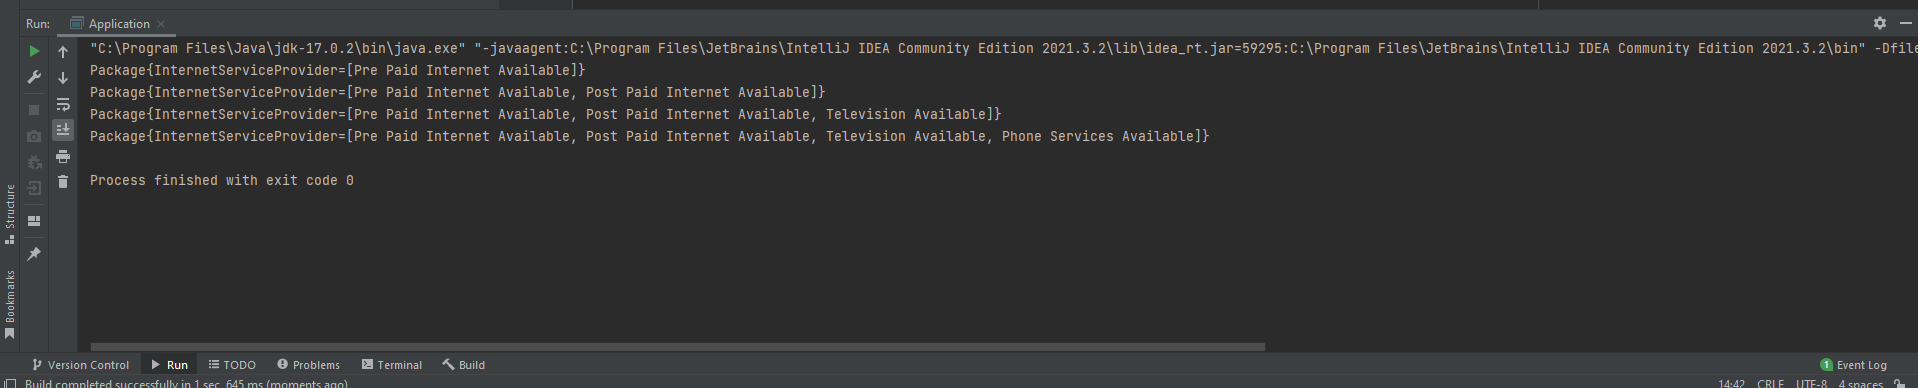 Run: Application
"C:\Program Files\Java\jdk-17.0.2\bin\java.exe" "-javaagent:C:\Program Files\JetBrains\IntelliJ IDEA Community Edition 2021.3.2\lib\idea_rt.jar=59295:C:\Program Files\JetBrains\IntelliJ IDEA Community Edition 2021.3.2\bin" -Dfile
Package{InternetServiceProvider=[Pre Paid Internet Available]}
Package{InternetServiceProvider=[Pre Paid Internet Available, Post Paid Internet Available]}
Package{InternetServiceProvider=[Pre Paid Internet Available, Post Paid Internet Available, Television Available]}
Package{InternetServiceProvider=[Pre Paid Internet Available, Post Paid Internet Available, Television Available, Phone Services Available]}
Process finished with exit code 0
Structure
Bookmarks
Version Control Run TODO Problems Terminal Build 1 Event Log
Build completed successfully in 1 sec, 645 ms (moments ago) 14:42 CRLF UTF-8 4 spaces